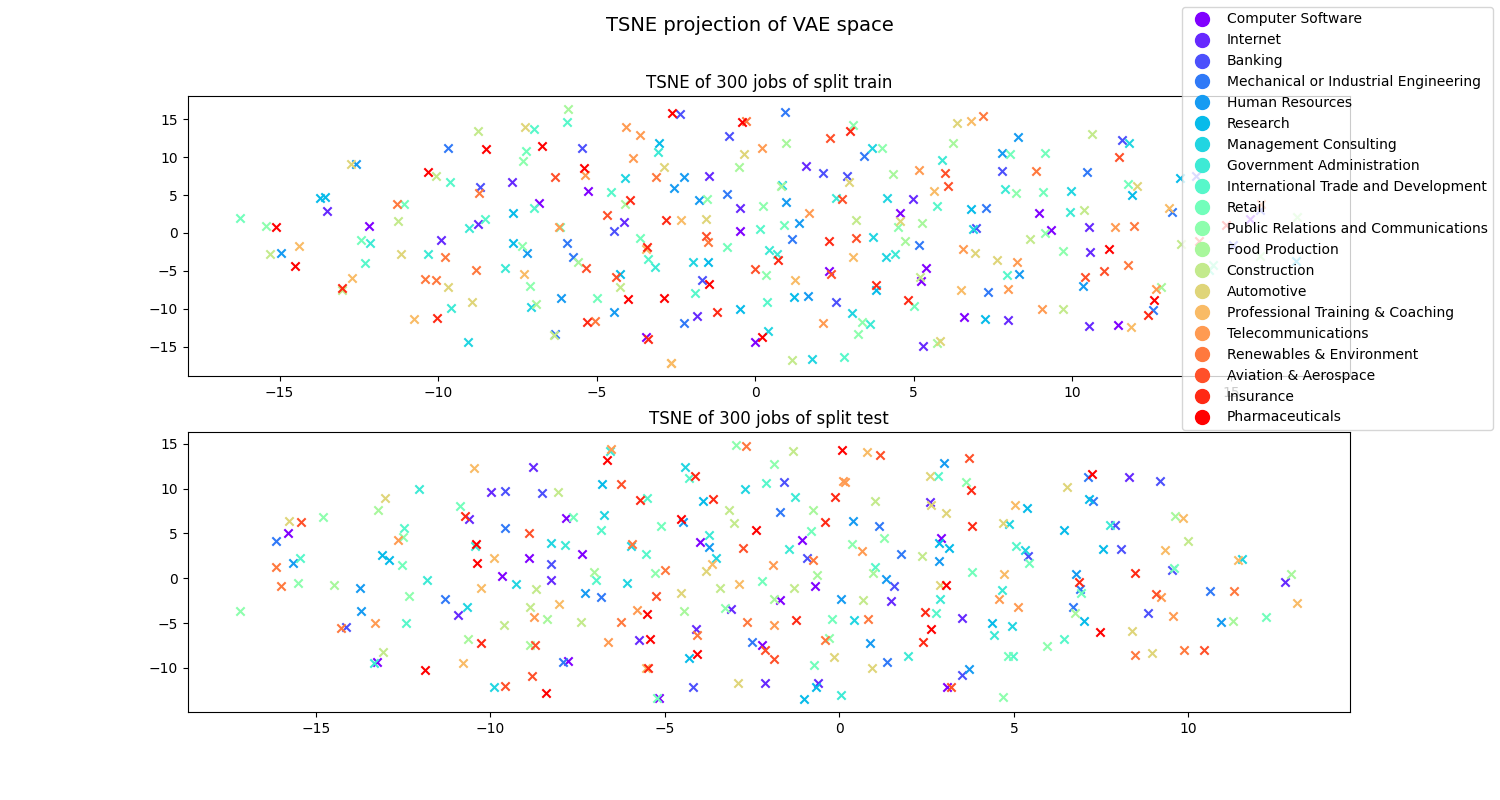 TSNE projection of VAE space
TSNE of 300 jobs of split train
15
10
5
0
−5
−10
−15
−15
−10
−5
0
5
10
15
Computer Software
Internet
Banking
Mechanical or Industrial Engineering
Human Resources
Research
Management Consulting
Government Administration
International Trade and Development
Retail
Public Relations and Communications
Food Production
Construction
Automotive
Professional Training & Coaching
Telecommunications
Renewables & Environment
Aviation & Aerospace
Insurance
Pharmaceuticals
TSNE of 300 jobs of split test
15
10
5
0
−5
−10
−15
−10
−5
0
5
10